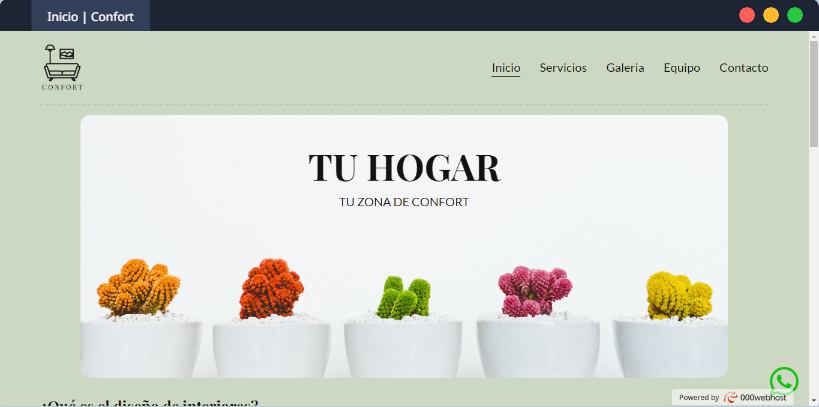 Inicio | Confort
CONFORT
Inicio Servicios Galeria Equipo Contacto
TU HOGAR
TU ZONA DE CONFORT
¿Qué es el diseño de interiores?
Powered by 000webhost